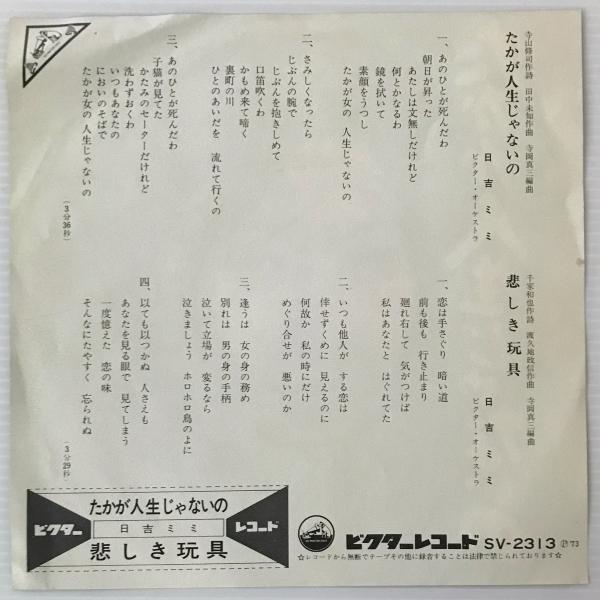 寺山修司作詩　田中未知作曲　寺岡真三編曲
たかが人生じゃないの
日吉ミミ
ビクター・オーケストラ
一、あのひとが死んだわ
朝日が昇った
あたしは文無しだけれど
何とかなるわ
鏡を拭いて
素顔をうつし
たかが女の　人生じゃないの
二、さみしくなったら
じぶんの腕で
じぶんを抱きしめて
口笛吹くわ
かもめ来て啼く
裏町の川
ひとのあいだを　流れて行くの
三、あのひとが死んだわ
子猫が見てた
かたみのセーターだけれど
洗わずおくわ
いつもあなたの
においのそばで
たかが女の　人生じゃないの
（3分36秒）
千家和也作詩　渡久地政信作曲　寺岡真三編曲
悲しき玩具
日吉ミミ
ビクター・オーケストラ
一、恋は手さぐり　暗い道
前も後も　行き止まり
廻れ右して　気がつけば
私はあなたと　はぐれてた
二、いつも他人が　する恋は
倖せずくめに　見えるのに
何故か　私の時にだけ
めぐり合せが　悪いのか
三、逢うは　女の身の務め
別れは　男の身の手柄
泣いて立場が　変るなら
泣きましょう　ホロホロ鳥のよに
四、以ても以つかぬ　人さえも
あなたを見る眼で　見てしまう
一度憶えた　恋の味
そんなにたやすく　忘られぬ
（3分29秒）
たかが人生じゃないの
ビクター　日吉ミミ　レコード
悲しき玩具
ビクターレコード SV-2313 Ⓟ'73
☆レコードから無断でテープその他に録音することは法律で禁じられております☆